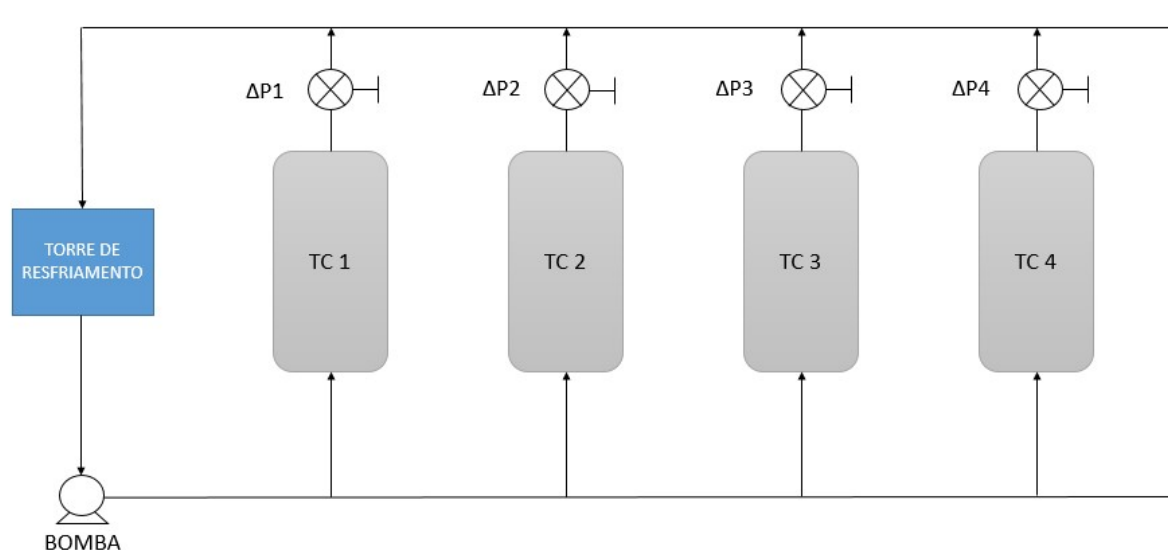 ΔP1
ΔP2
ΔP3
ΔP4
TORRE DE
RESFRIAMENTO
TC 1
TC 2
TC 3
TC 4
BOMBA